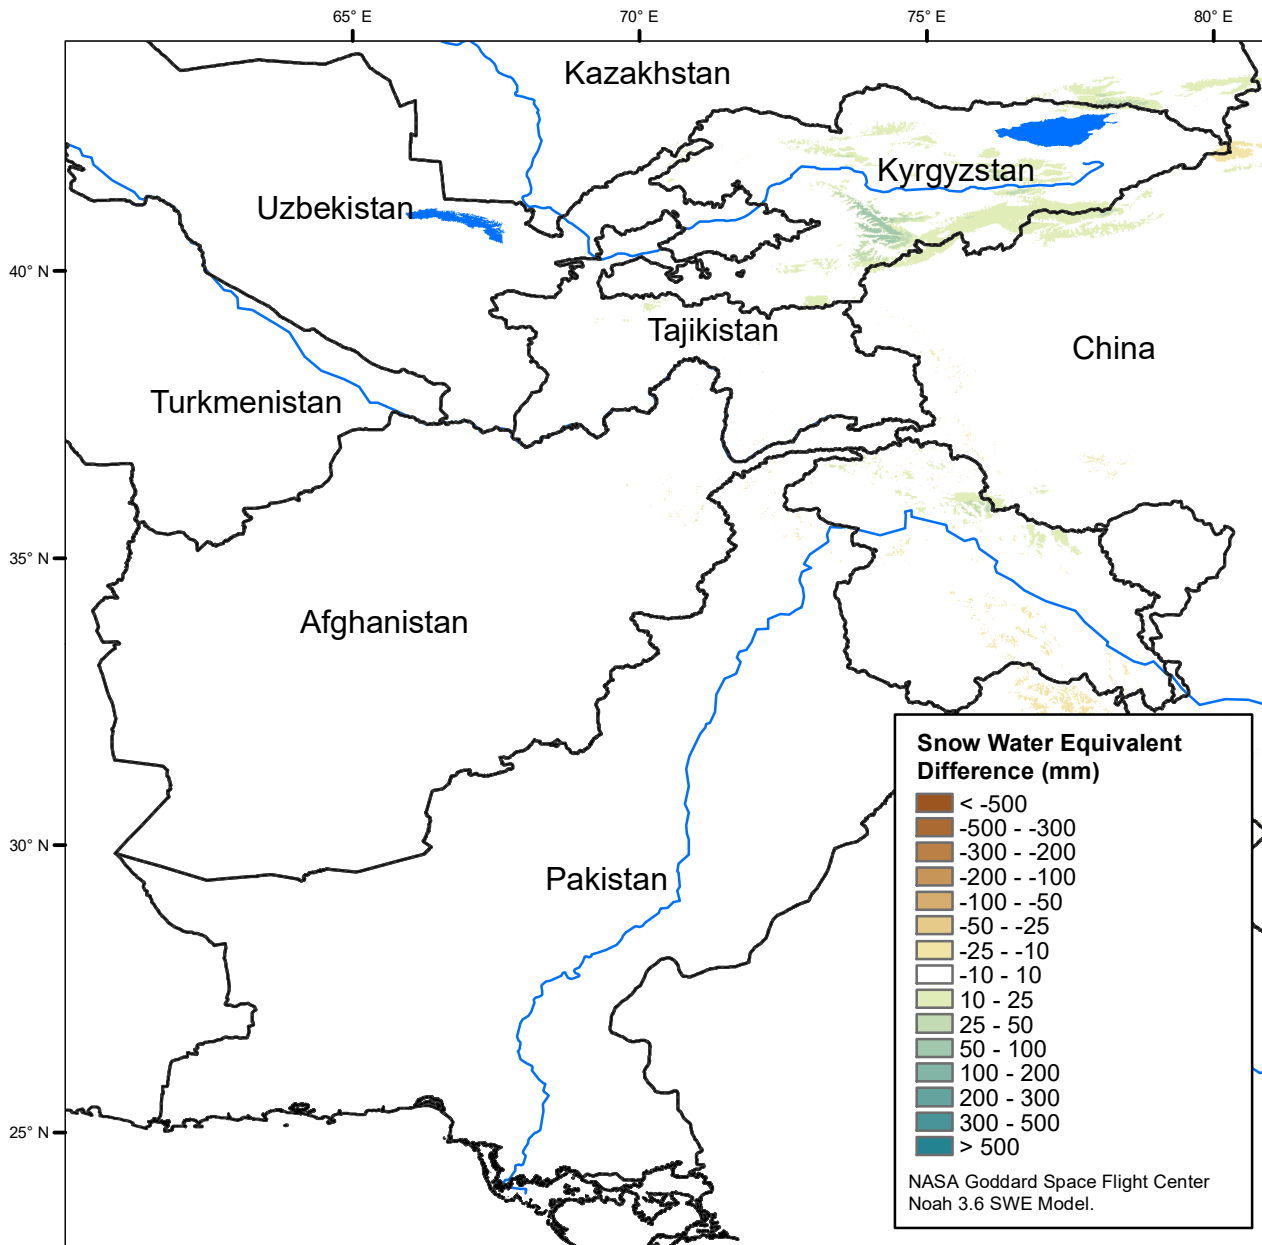 65° E
70° E
75° E
80° E
Kazakhstan
Kyrgyzstan
Uzbekistan
40° N
Tajikistan
China
Turkmenistan
35° N
Afghanistan
30° N
Pakistan
25° N
Snow Water Equivalent
Difference (mm)
< -500
-500 - -300
-300 - -200
-200 - -100
-100 - -50
-50 - -25
-25 - -10
-10 - 10
10 - 25
25 - 50
50 - 100
100 - 200
200 - 300
300 - 500
> 500
NASA Goddard Space Flight Center
Noah 3.6 SWE Model.